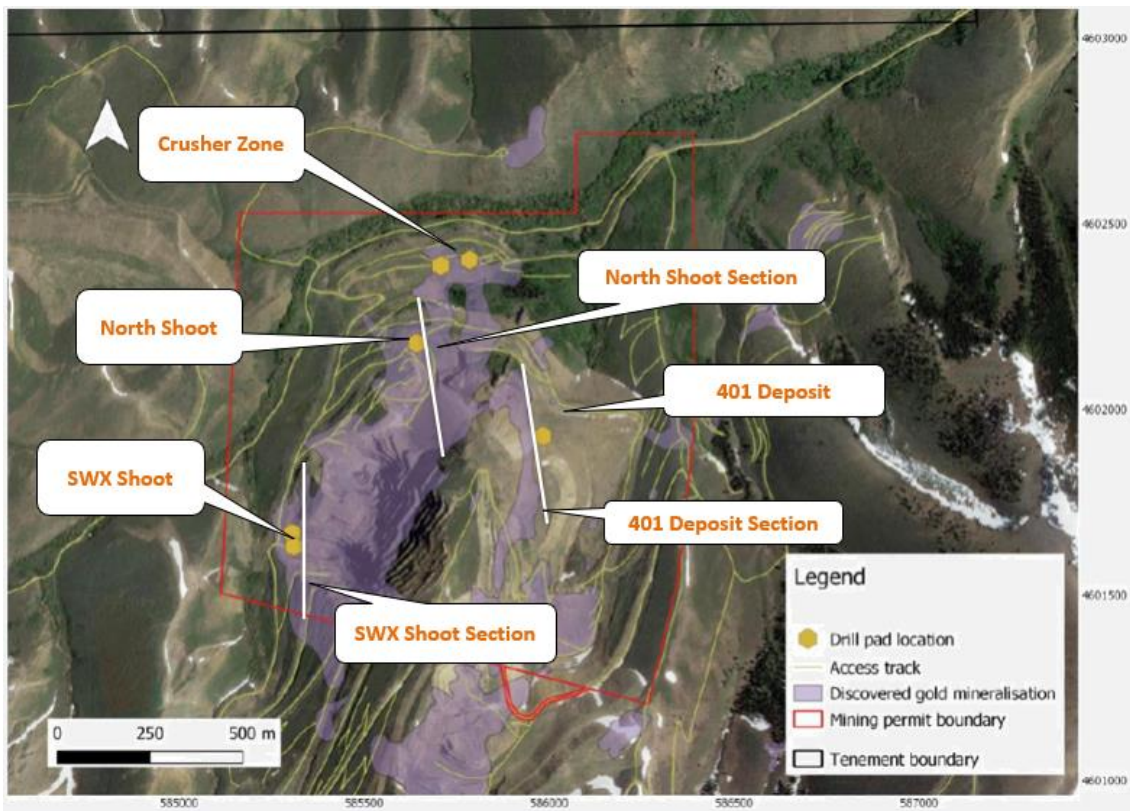 4603000
Crusher Zone
4602500
North Shoot Section
North Shoot
401 Deposit
4602000
SWX Shoot
401 Deposit Section
Legend
4601500
SWX Shoot Section
Drill pad location
Access track
Discovered gold mineralisation
Mining permit boundary
0 250 500 m
Tenement boundary
4601000
585000 585500 586000 586500 587000